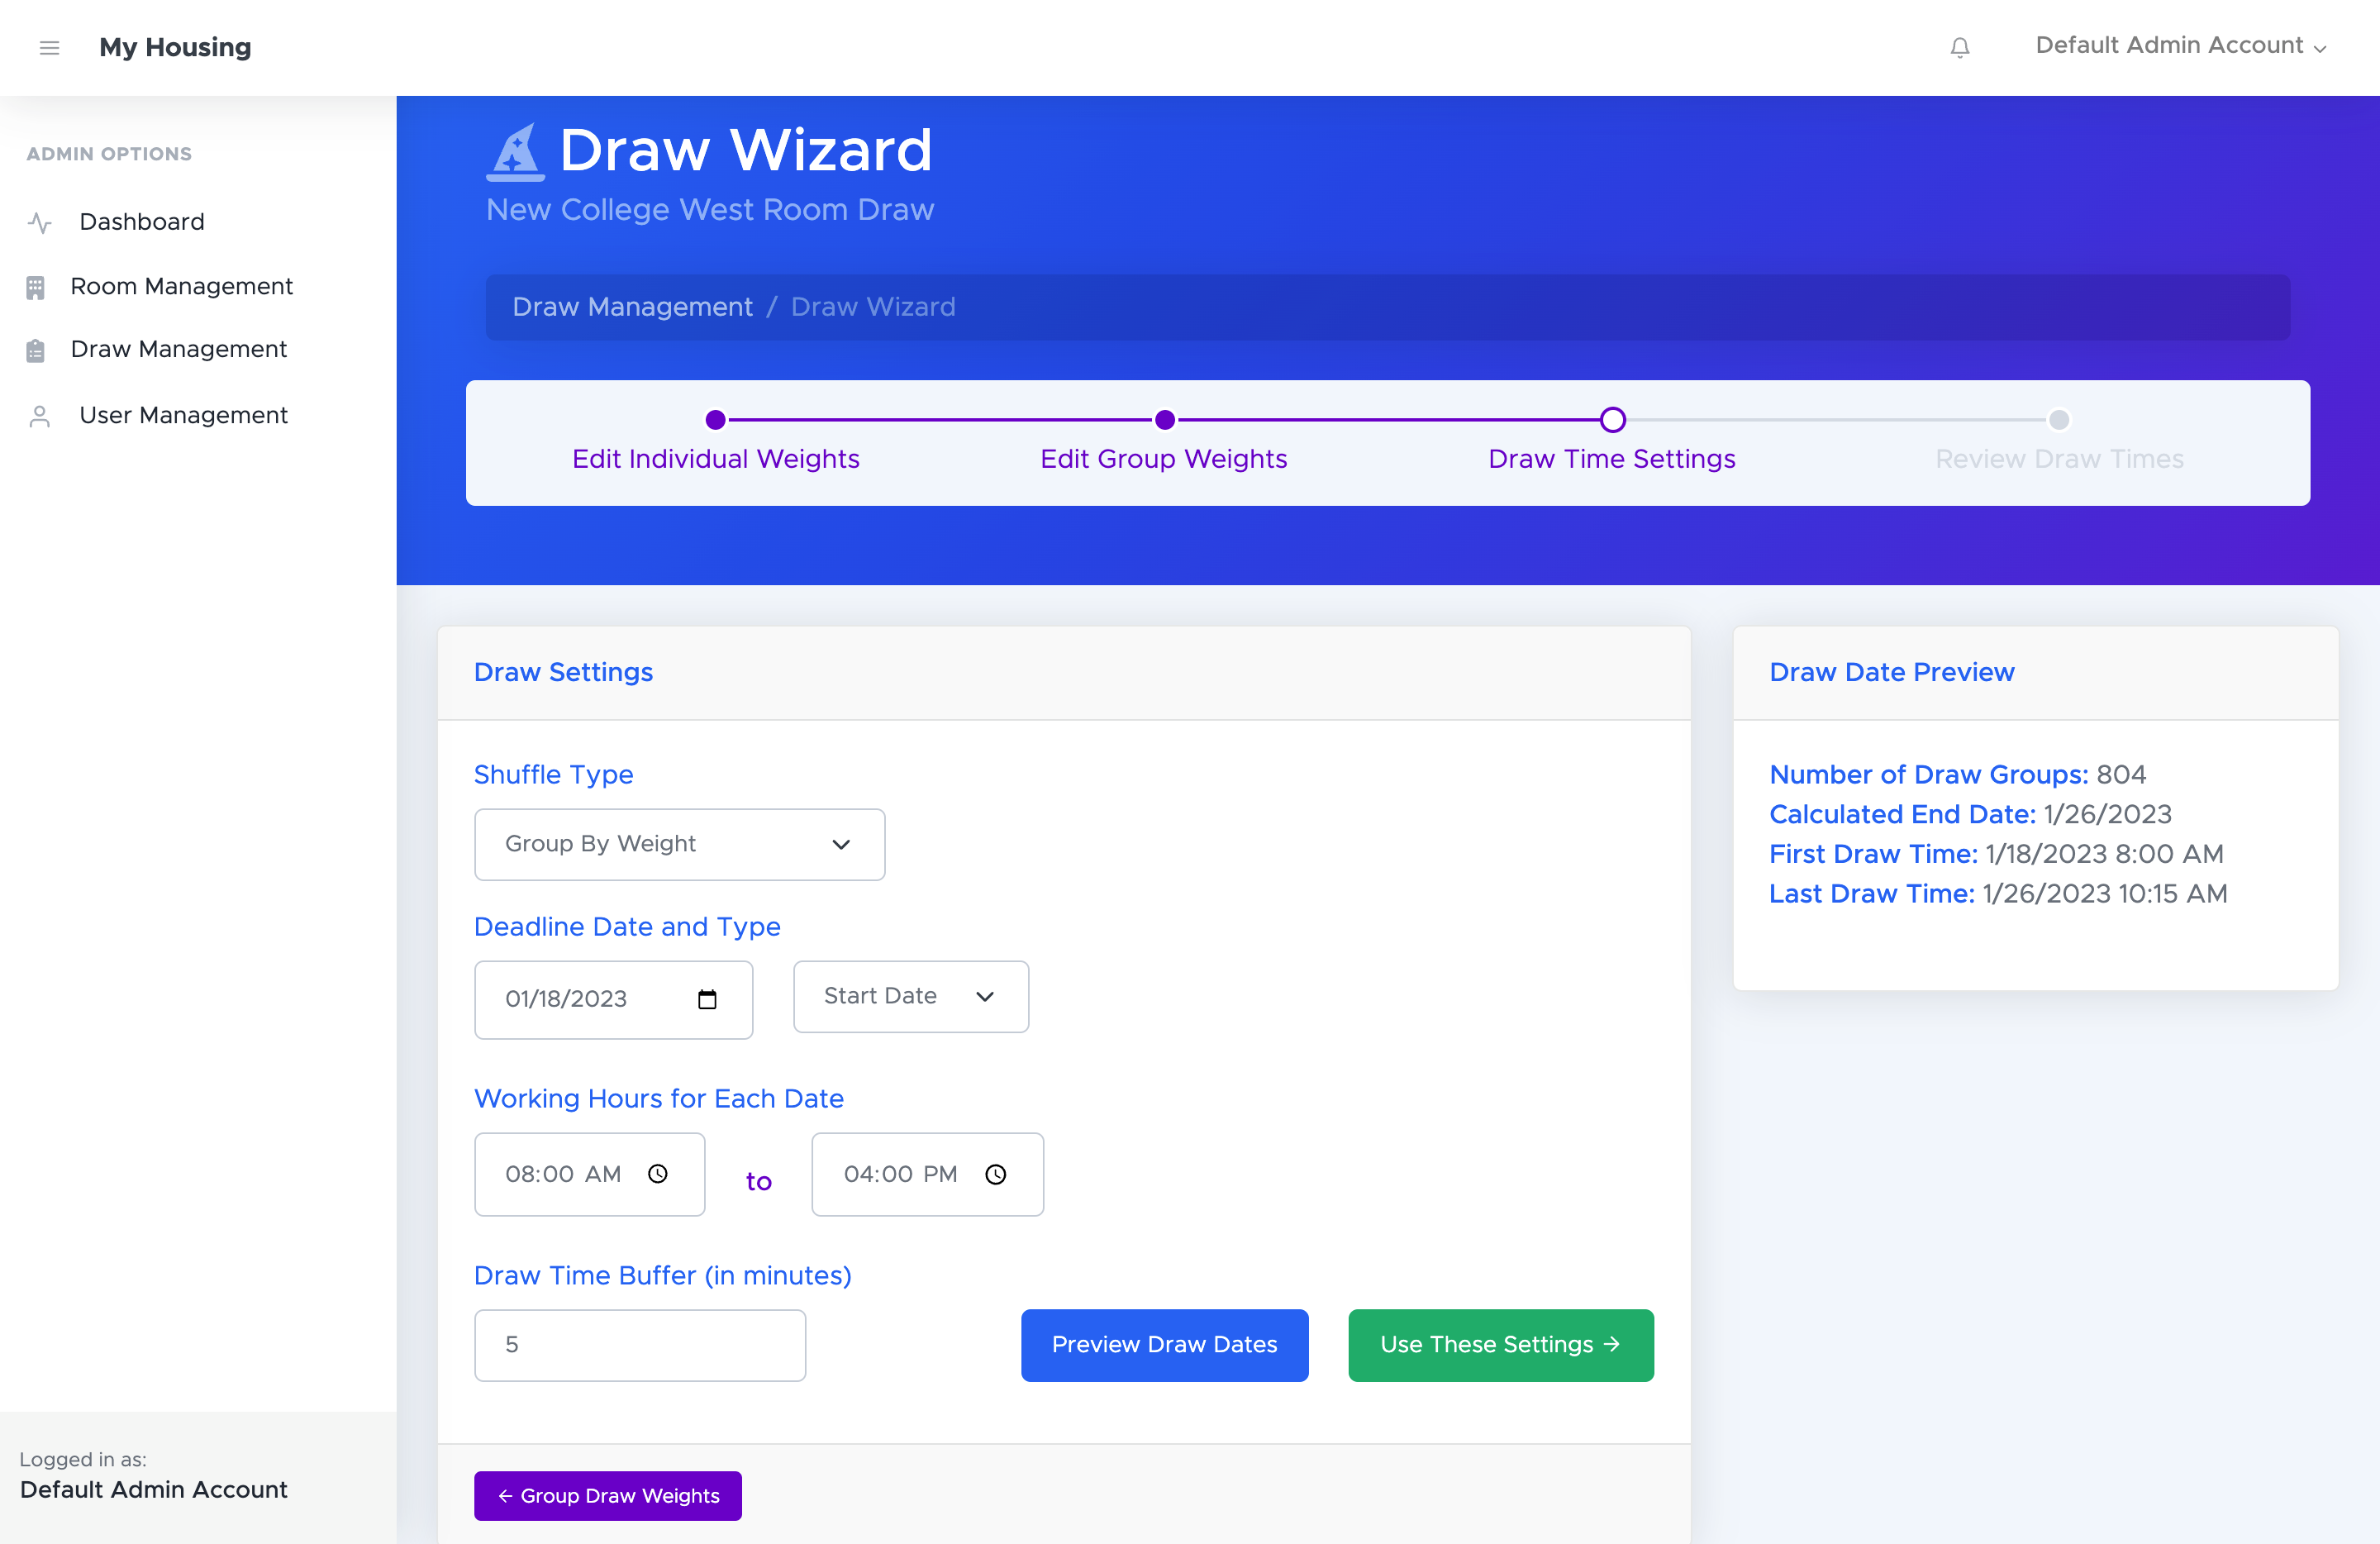 My Housing
Default Admin Account
ADMIN OPTIONS
Dashboard
Room Management
Draw Management
User Management
Logged in as:
Default Admin Account
Draw Wizard
New College West Room Draw
Draw Management / Draw Wizard
Edit Individual Weights
Edit Group Weights
Draw Time Settings
Review Draw Times
Draw Settings
Shuffle Type
Group By Weight
Deadline Date and Type
01/18/2023
Start Date
Working Hours for Each Date
08:00 AM to 04:00 PM
Draw Time Buffer (in minutes)
5
Preview Draw Dates
Use These Settings →
← Group Draw Weights
Draw Date Preview
Number of Draw Groups: 804
Calculated End Date: 1/26/2023
First Draw Time: 1/18/2023 8:00 AM
Last Draw Time: 1/26/2023 10:15 AM